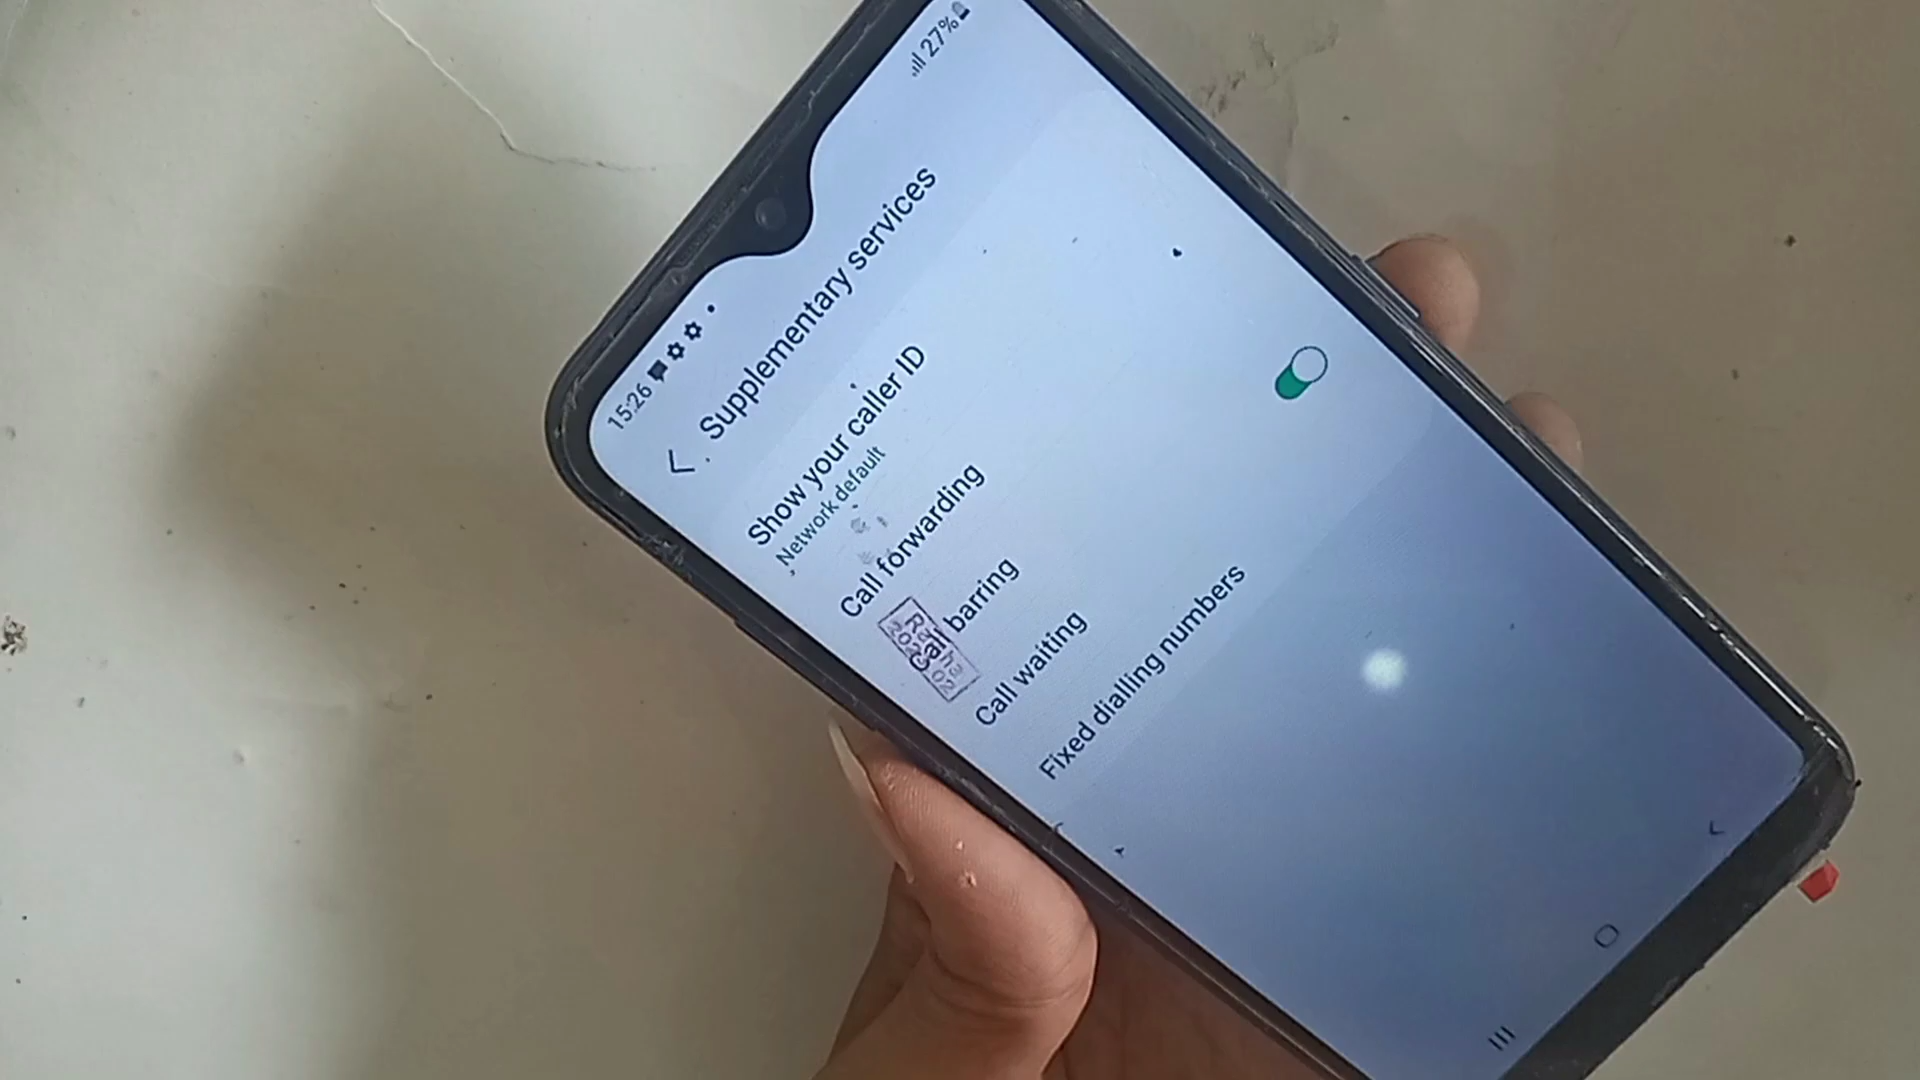 15:26
27%
Supplementary services
Show your caller ID
Network default
Call forwarding
Call barring
Call waiting
Fixed dialling numbers